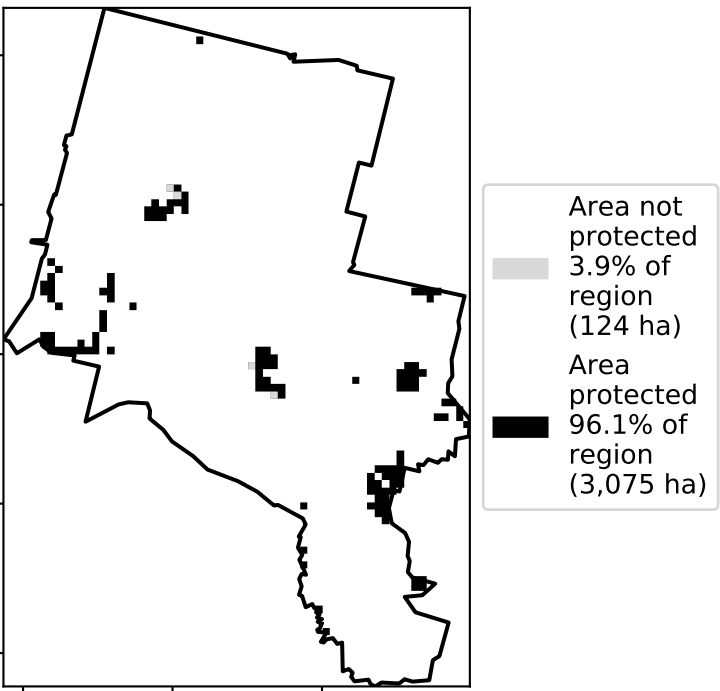 Area not
protected
3.9% of
region
(124 ha)
Area
protected
96.1% of
region
(3,075 ha)